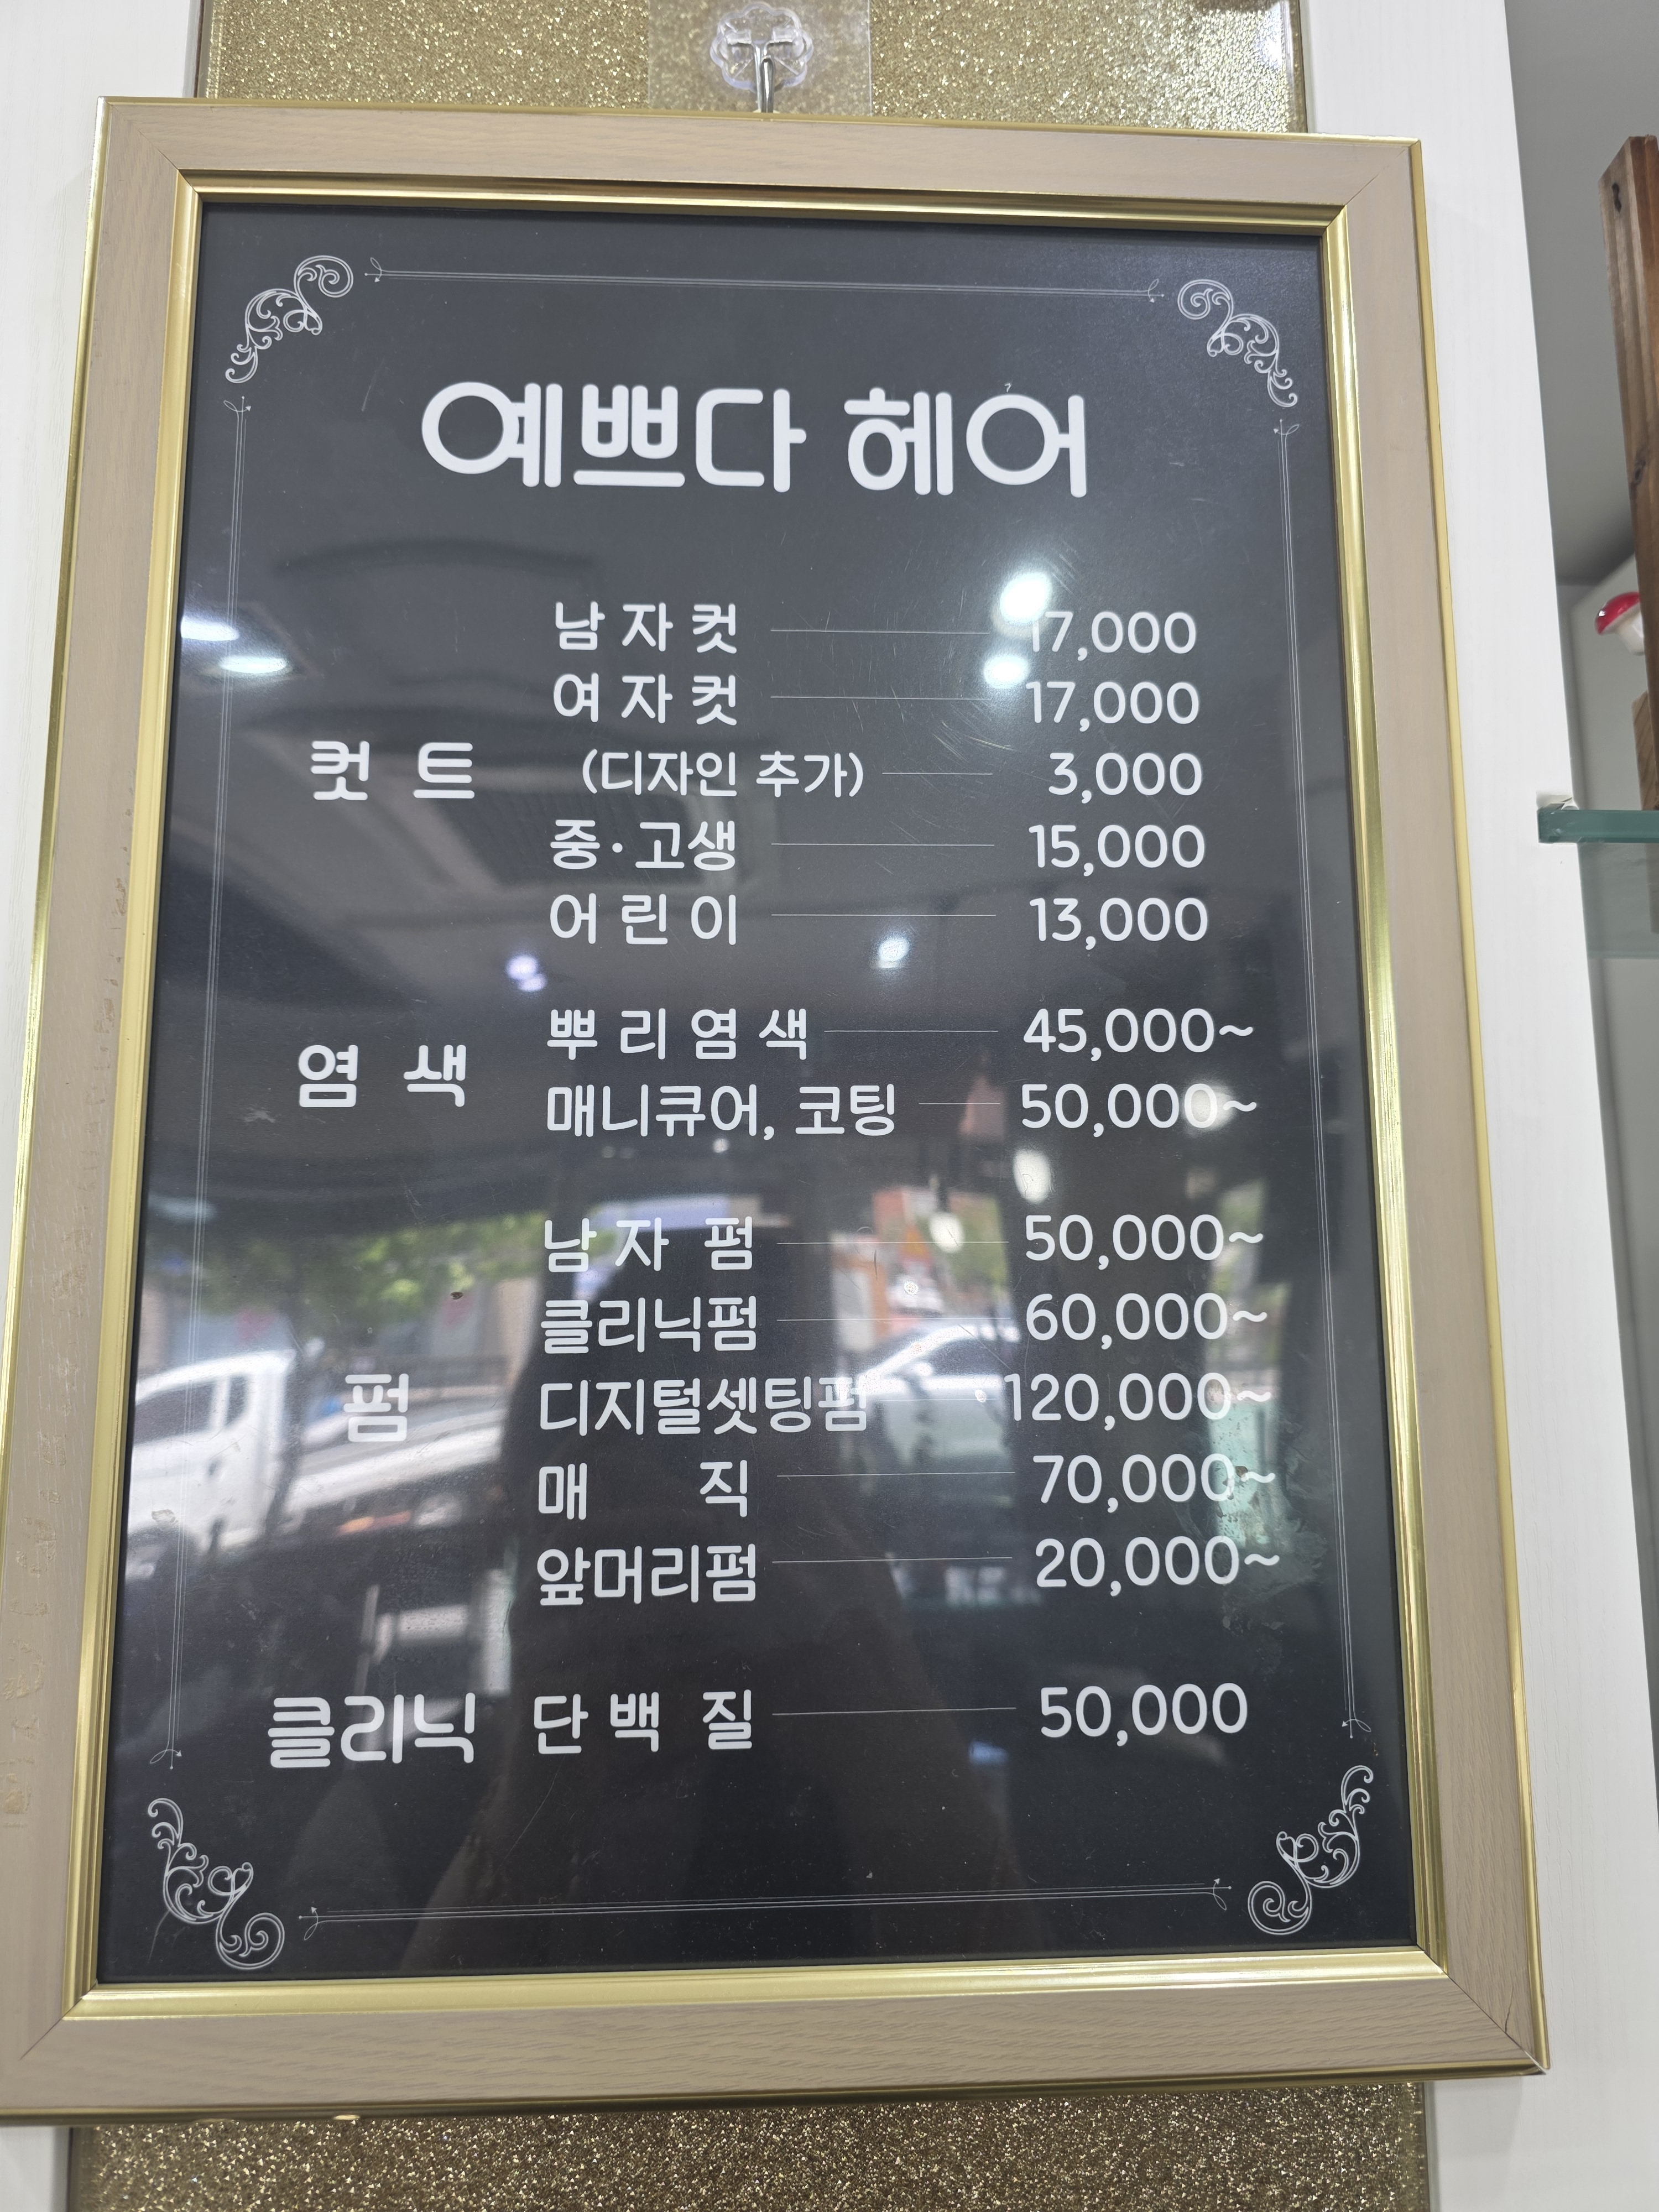 예쁘다 헤어
컷 트
남 자 컷 17,000
여 자 컷 17,000
(디자인 추가) 3,000
중·고생 15,000
어 린 이 13,000
염 색
뿌 리 염 색 45,000~
매니큐어, 코팅 50,000~
펌
남 자 펌 50,000~
클리닉펌 60,000~
디지털셋팅펌 120,000~
매 직 70,000~
앞머리펌 20,000~
클리닉 단 백 질 50,000